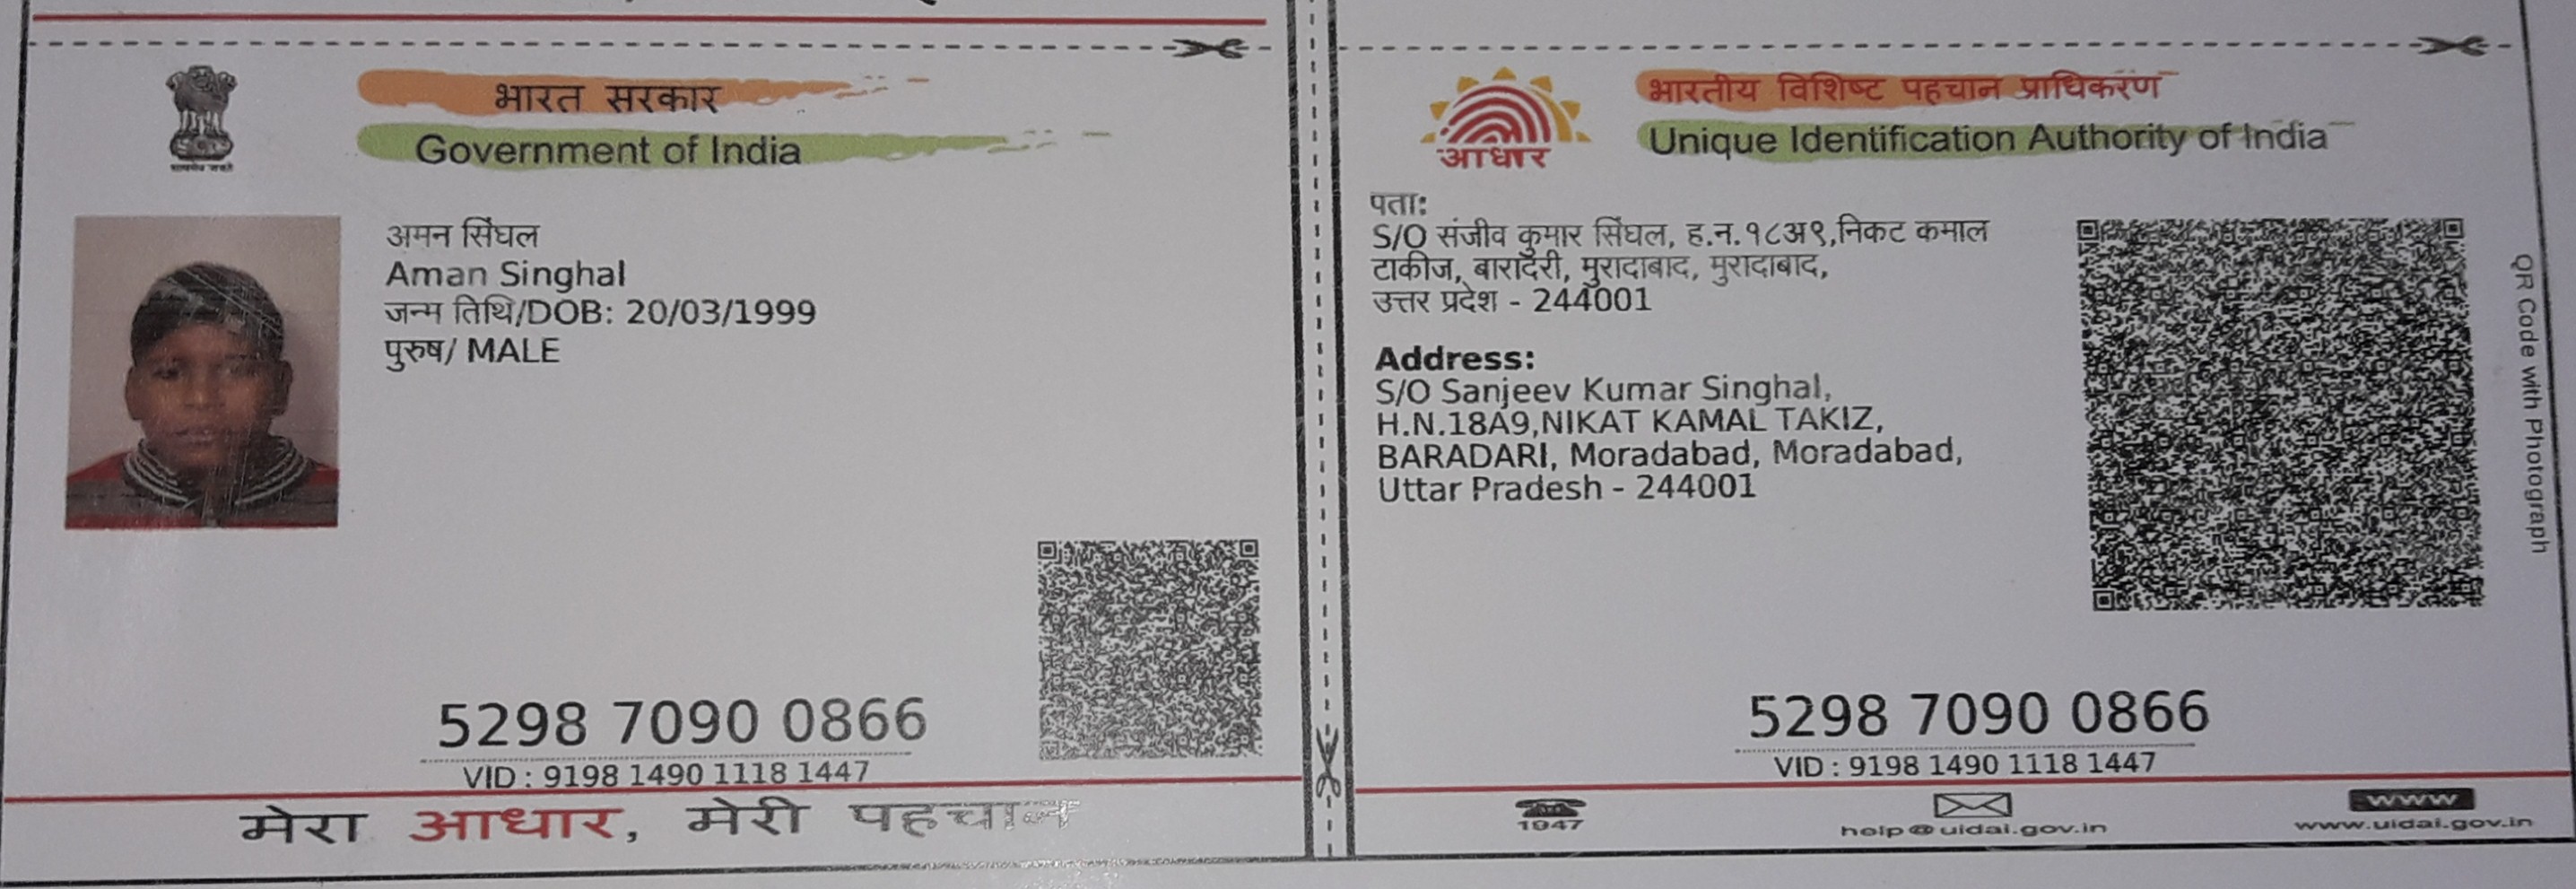 भारत सरकार
Government of India
अमन सिंघल
Aman Singhal
जन्म तिथि/DOB: 20/03/1999
पुरुष/ MALE
5298 7090 0866
VID : 9198 1490 1118 1447
मेरा आधार, मेरी पहचान
भारतीय विशिष्ट पहचान प्राधिकरण
Unique Identification Authority of India
आधार
पता:
S/O संजीव कुमार सिंघल, ह.न.१८अ९,निकट कमाल
टाकीज, बारादरी, मुरादाबाद, मुरादाबाद,
उत्तर प्रदेश - 244001
Address:
S/O Sanjeev Kumar Singhal,
H.N.18A9,NIKAT KAMAL TAKIZ,
BARADARI, Moradabad, Moradabad,
Uttar Pradesh - 244001
QR Code with Photograph
5298 7090 0866
VID : 9198 1490 1118 1447
1947
help@uidai.gov.in
www
www.uidai.gov.in